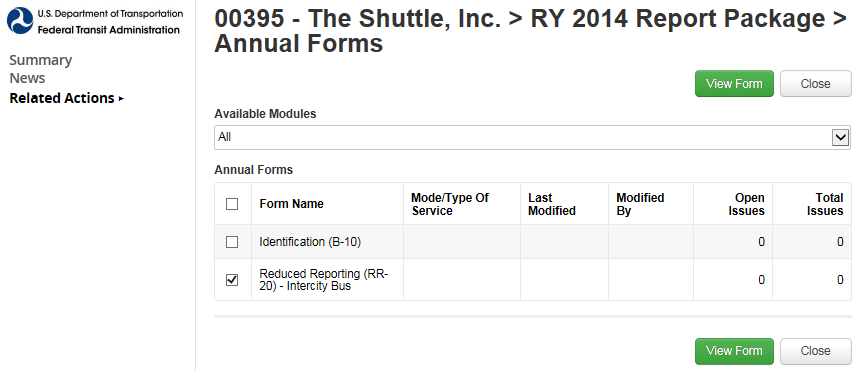 U.S. Department of Transportation
Federal Transit Administration
Summary
News
Related Actions ▸
00395 - The Shuttle, Inc. > RY 2014 Report Package >
Annual Forms
View Form Close
Available Modules
All
Annual Forms
Form Name Mode/Type Of Service Last Modified Modified By Open Issues Total Issues
Identification (B-10) 0 0
Reduced Reporting (RR-
20) - Intercity Bus 0 0
View Form Close